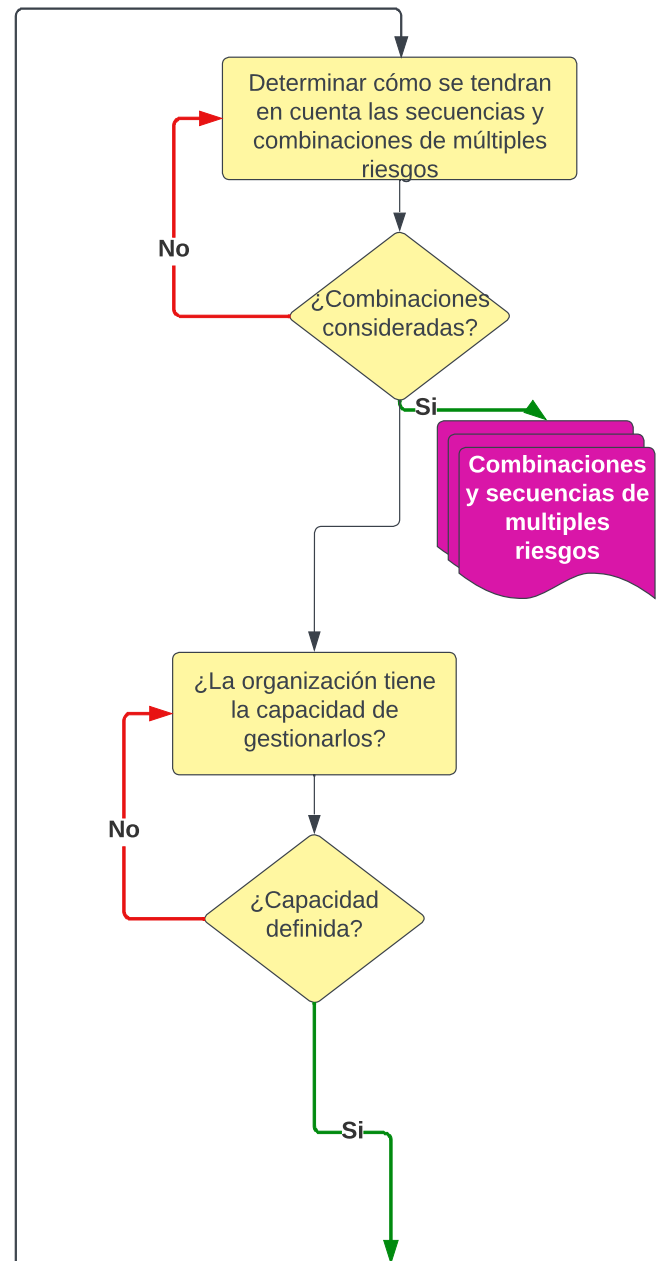 Determinar cómo se tendran
en cuenta las secuencias y
combinaciones de múltiples
riesgos
No
¿Combinaciones
consideradas?
Si
Combinaciones
y secuencias de
multiples
riesgos
¿La organización tiene
la capacidad de
gestionarlos?
No
¿Capacidad
definida?
Si